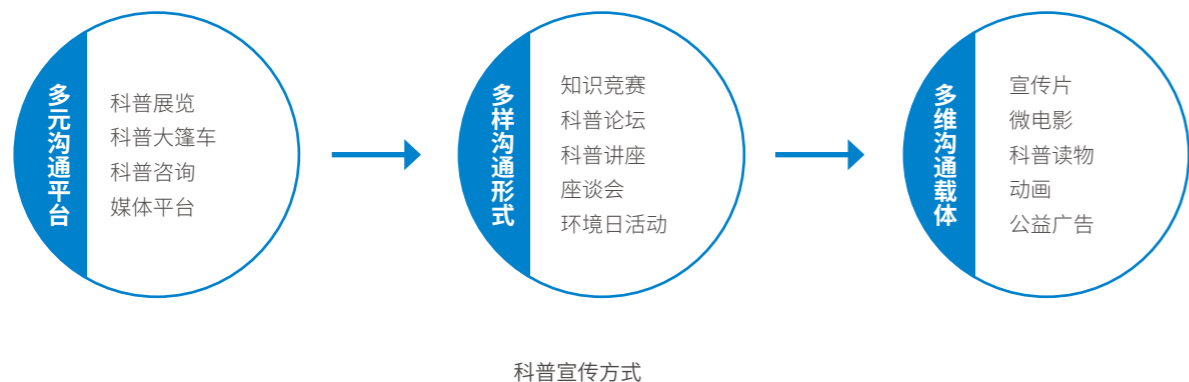 多元沟通平台
科普展览
科普大篷车
科普咨询
媒体平台
多样沟通形式
知识竞赛
科普论坛
科普讲座
座谈会
环境日活动
多维沟通载体
宣传片
微电影
科普读物
动画
公益广告
科普宣传方式